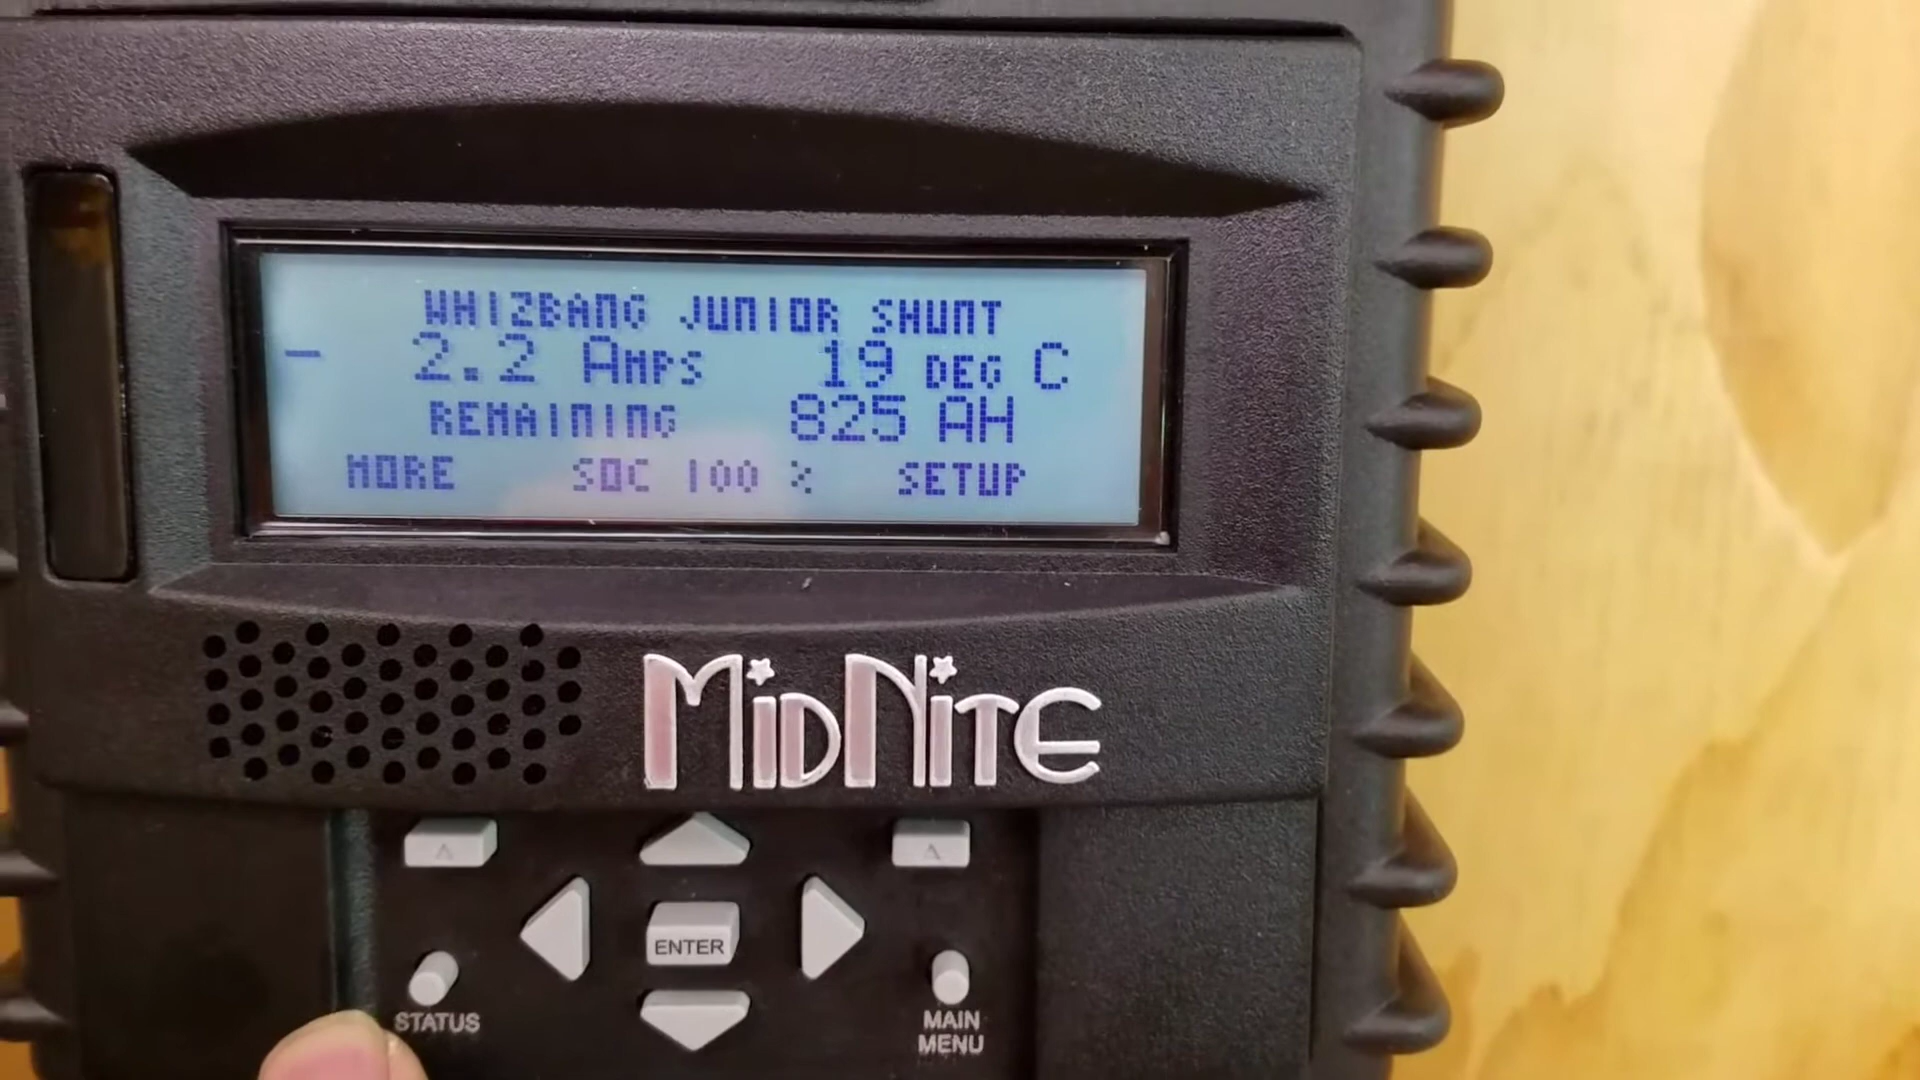 WHIZBANG JUNIOR SHUNT
- 2.2 AMPS 19 DEG C
REMAINING 825 AH
MORE SOC 100 % SETUP
MIDNITE
ENTER
STATUS
MAIN
MENU